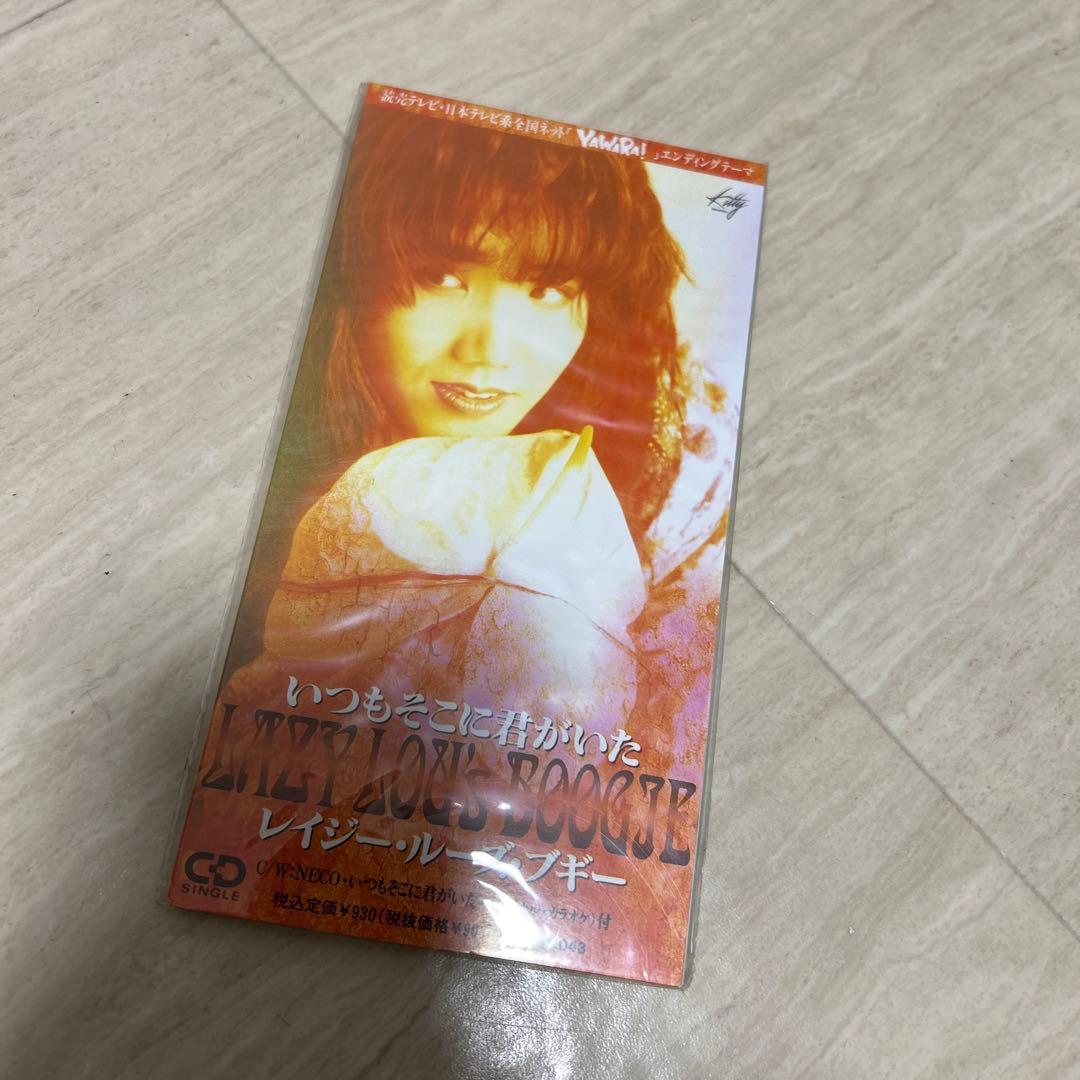 読売テレビ・日本テレビ系全国ネット「YAWARA!」エンディングテーマ
Kitty
いつもそこに君がいた
LAZY LOU's BOOGIE
レイジー・ルーズ・ブギー
CD SINGLE
C/W:NECO・いつもそこに君がいた カラオケ)付
税込定価¥930(税抜価格¥90 043